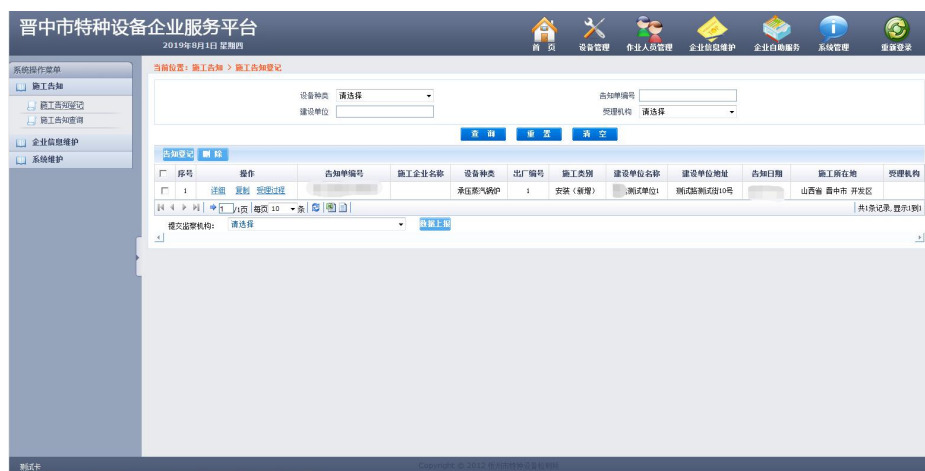 晋中市特种设备企业服务平台
2019年8月1日 星期四
首 页 设备管理 作业人员管理 企业信息维护 企业自助服务 系统管理 重新登录
系统操作菜单
施工告知
施工告知登记
施工告知查询
企业信息维护
系统维护
当前位置：施工告知 > 施工告知登记
设备种类 请选择 告知单编号
建设单位 受理机构 请选择
查 询 重 置 清 空
告知登记 删 除
序号 操作 告知单编号 施工企业名称 设备种类 出厂编号 施工类别 建设单位名称 建设单位地址 告知日期 施工所在地 受理机构
1 详细 复制 受理过程 承压蒸汽锅炉 1 安装（新增） 测试单位1 测试路测试街10号 山西省 晋中市 开发区
1 /1页 每页 10 条 共1条记录,显示1到1
提交监察机构： 请选择 数据上报
测试卡
Copyright @ 2012